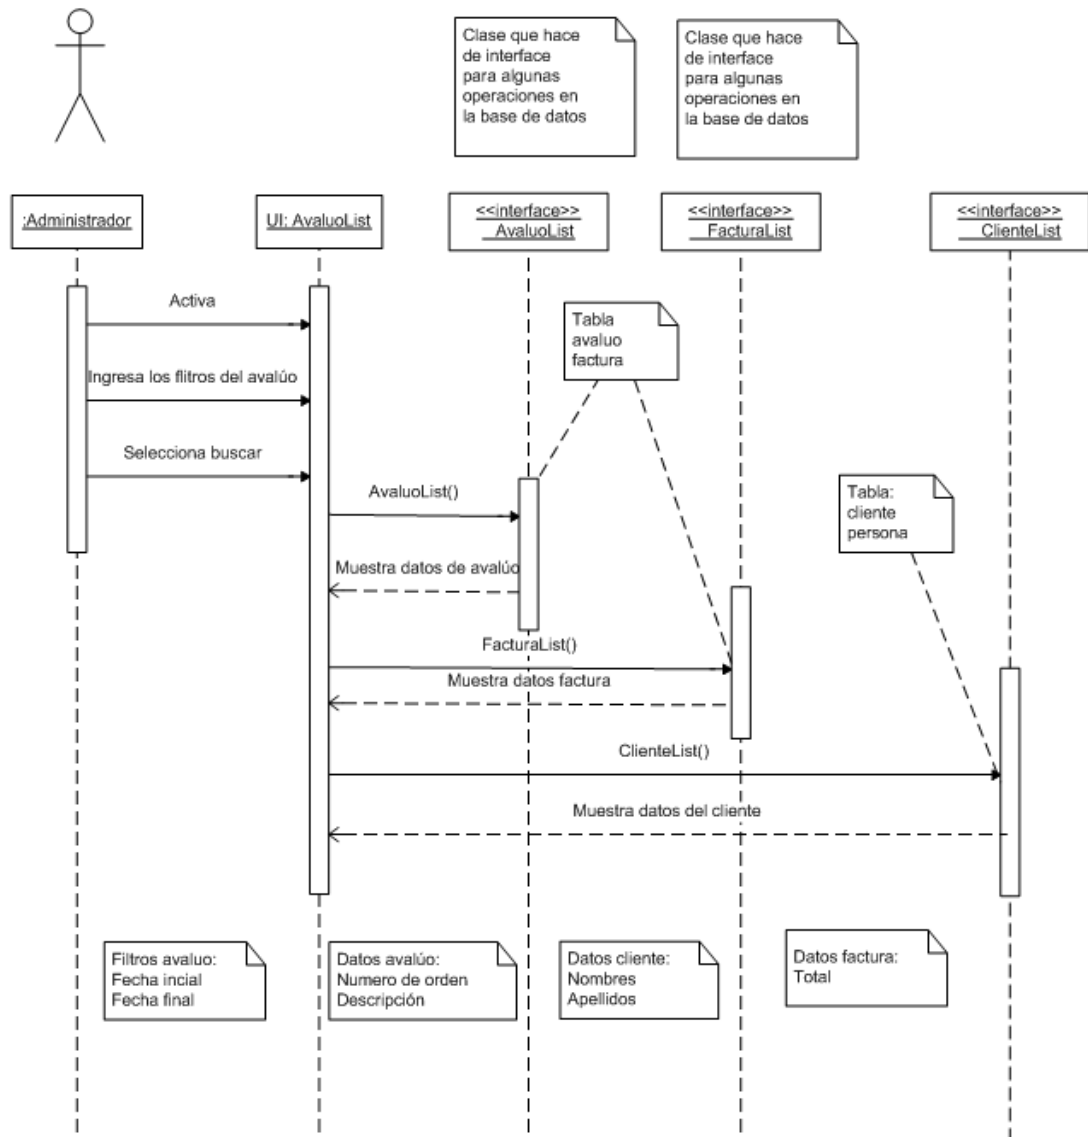 Clase que hace
de interface
para algunas
operaciones en
la base de datos
Clase que hace
de interface
para algunas
operaciones en
la base de datos
:Administrador
UI: AvaluoList
<<interface>>
AvaluoList
<<interface>>
FacturaList
<<interface>>
ClienteList
Activa
Tabla
avaluo
factura
Ingresa los flitros del avalúo
Selecciona buscar
AvaluoList()
Tabla:
cliente
persona
Muestra datos de avalúo
FacturaList()
Muestra datos factura
ClienteList()
Muestra datos del cliente
Filtros avaluo:
Fecha incial
Fecha final
Datos avalúo:
Numero de orden
Descripción
Datos cliente:
Nombres
Apellidos
Datos factura:
Total